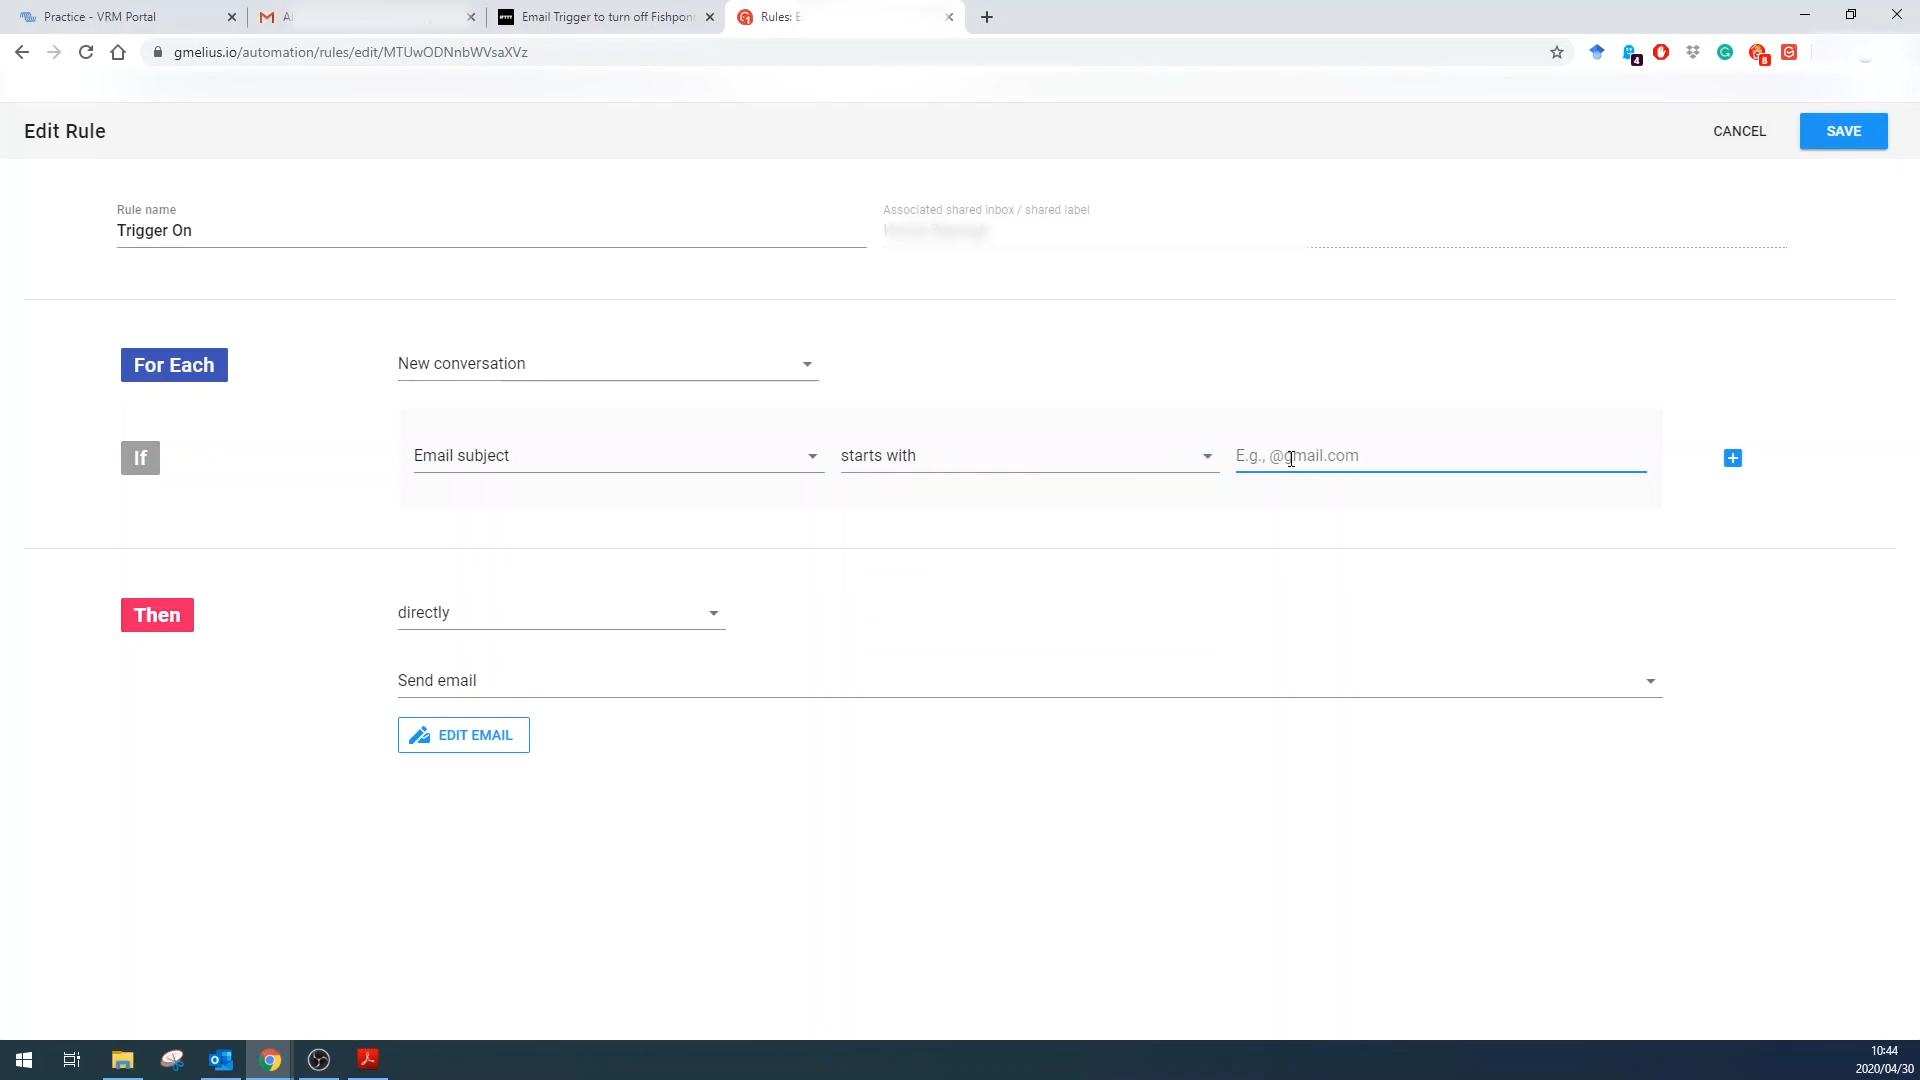 Practice - VRM Portal
Email Trigger to turn off Fishpon
Rules: E
gmelius.io/automation/rules/edit/MTUwODNnbWVsaXVz
4
8
Edit Rule
CANCEL
SAVE
Rule name
Associated shared inbox / shared label
Trigger On
For Each
New conversation
If
Email subject
starts with
E.g., @gmail.com
Then
directly
Send email
EDIT EMAIL
10:44
2020/04/30